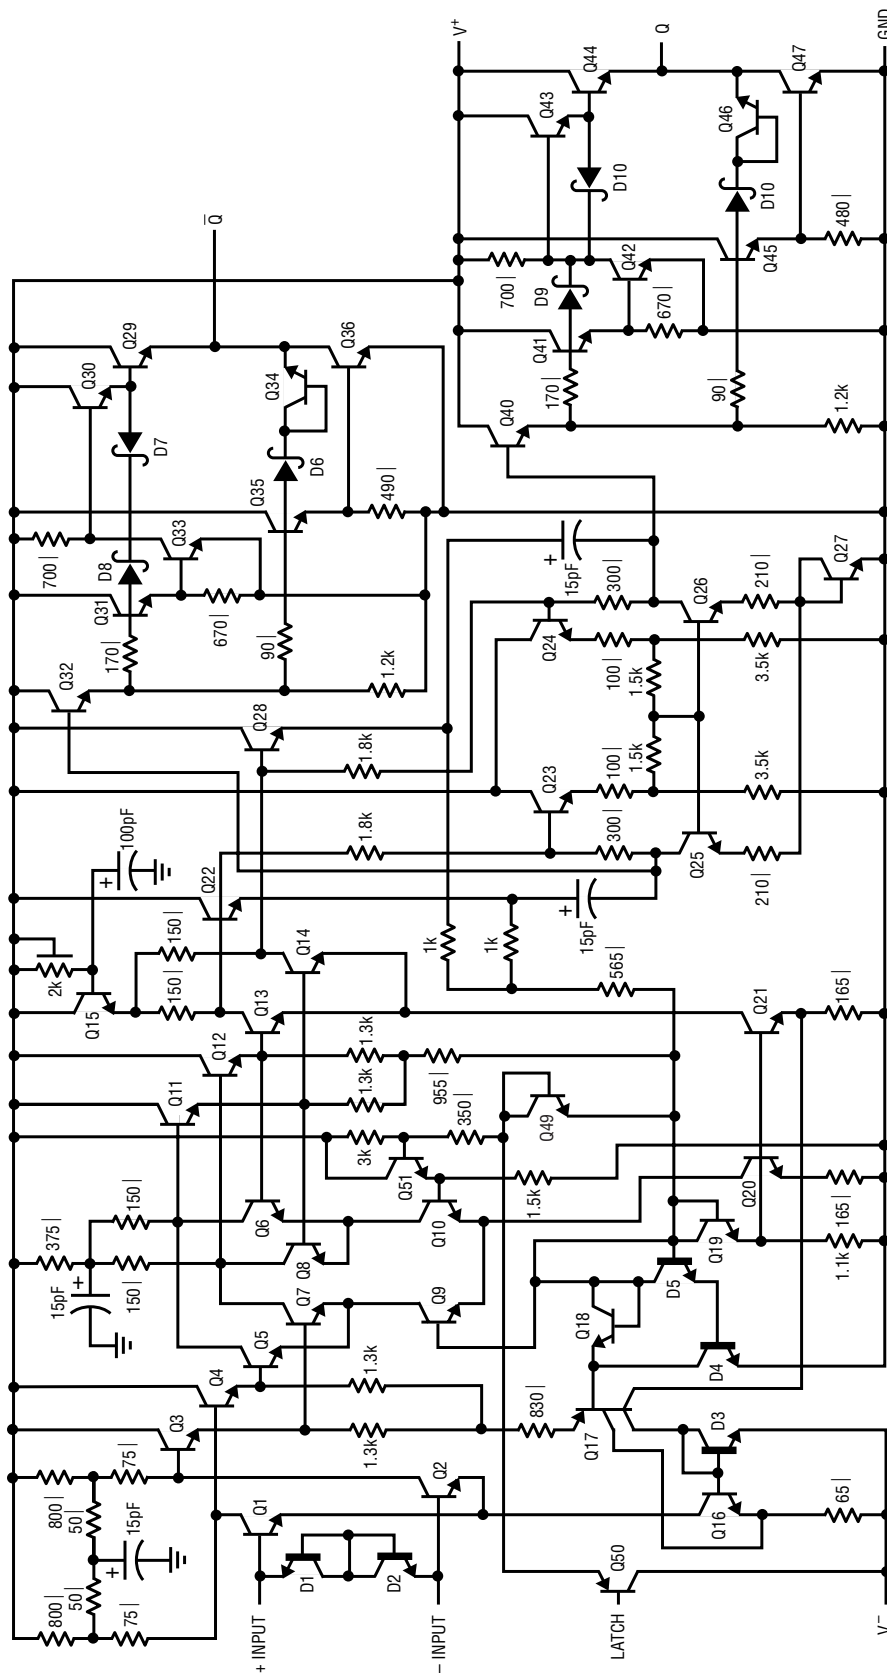 800|
50
800|
50
375
15pF
+
2k
700|
75|
+
15pF
75|
150|
150|
Q15
+
100pF
170|
D8
Q32
Q31
Q30
Q3
Q4
Q5
Q11
Q12
150|
150|
Q22
Q33
D7
Q29
Q̄
670|
+ INPUT
Q1
Q6
Q13
Q14
Q28
Q35
90|
Q34
D1
Q7
Q8
D6
Q36
D2
1.3k
1.3k
3k
1.3k
1.3k
1.8k
1.8k
1.2k
490|
– INPUT
Q2
Q9
Q10
Q51
350|
955
1k
1k
V+
830|
Q40
700|
Q43
Q44
1.5k
Q49
+
15pF
Q23
Q24
+
15pF
170|
Q41
D9
Q18
565|
300|
100|
100|
300|
Q42
D10
LATCH
Q50
Q17
D5
1.5k
1.5k
670|
Q
Q16
D3
D4
Q19
Q20
Q21
Q25
Q26
90|
Q45
D10
Q46
65|
1.1k
165|
165|
210|
3.5k
3.5k
210|
Q27
1.2k
480|
Q47
V–
GND